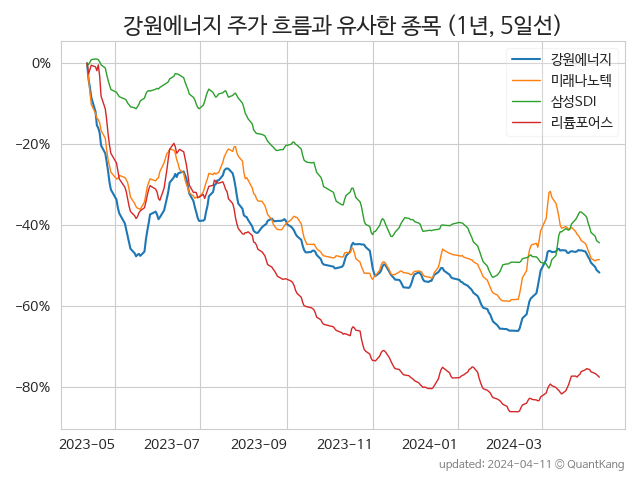 강원에너지 주가 흐름과 유사한 종목 (1년, 5일선)
강원에너지
미래나노텍
삼성SDI
리튬포어스
0%
−20%
−40%
−60%
−80%
2023-05 2023-07 2023-09 2023-11 2024-01 2024-03
updated: 2024-04-11 © QuantKang